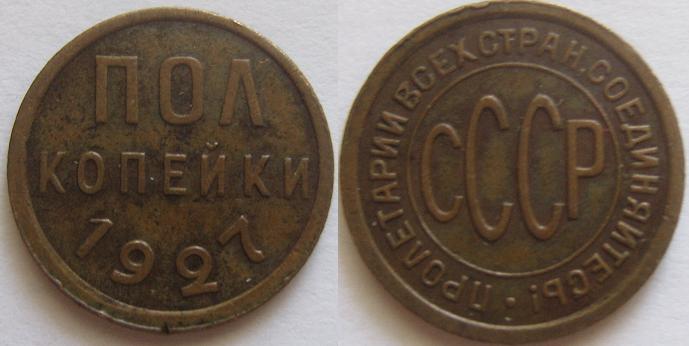 ПОЛ
КОПЕЙКИ
1927
ПРОЛЕТАРИИ ВСЕХ СТРАН, СОЕДИНЯЙТЕСЬ!
СССР